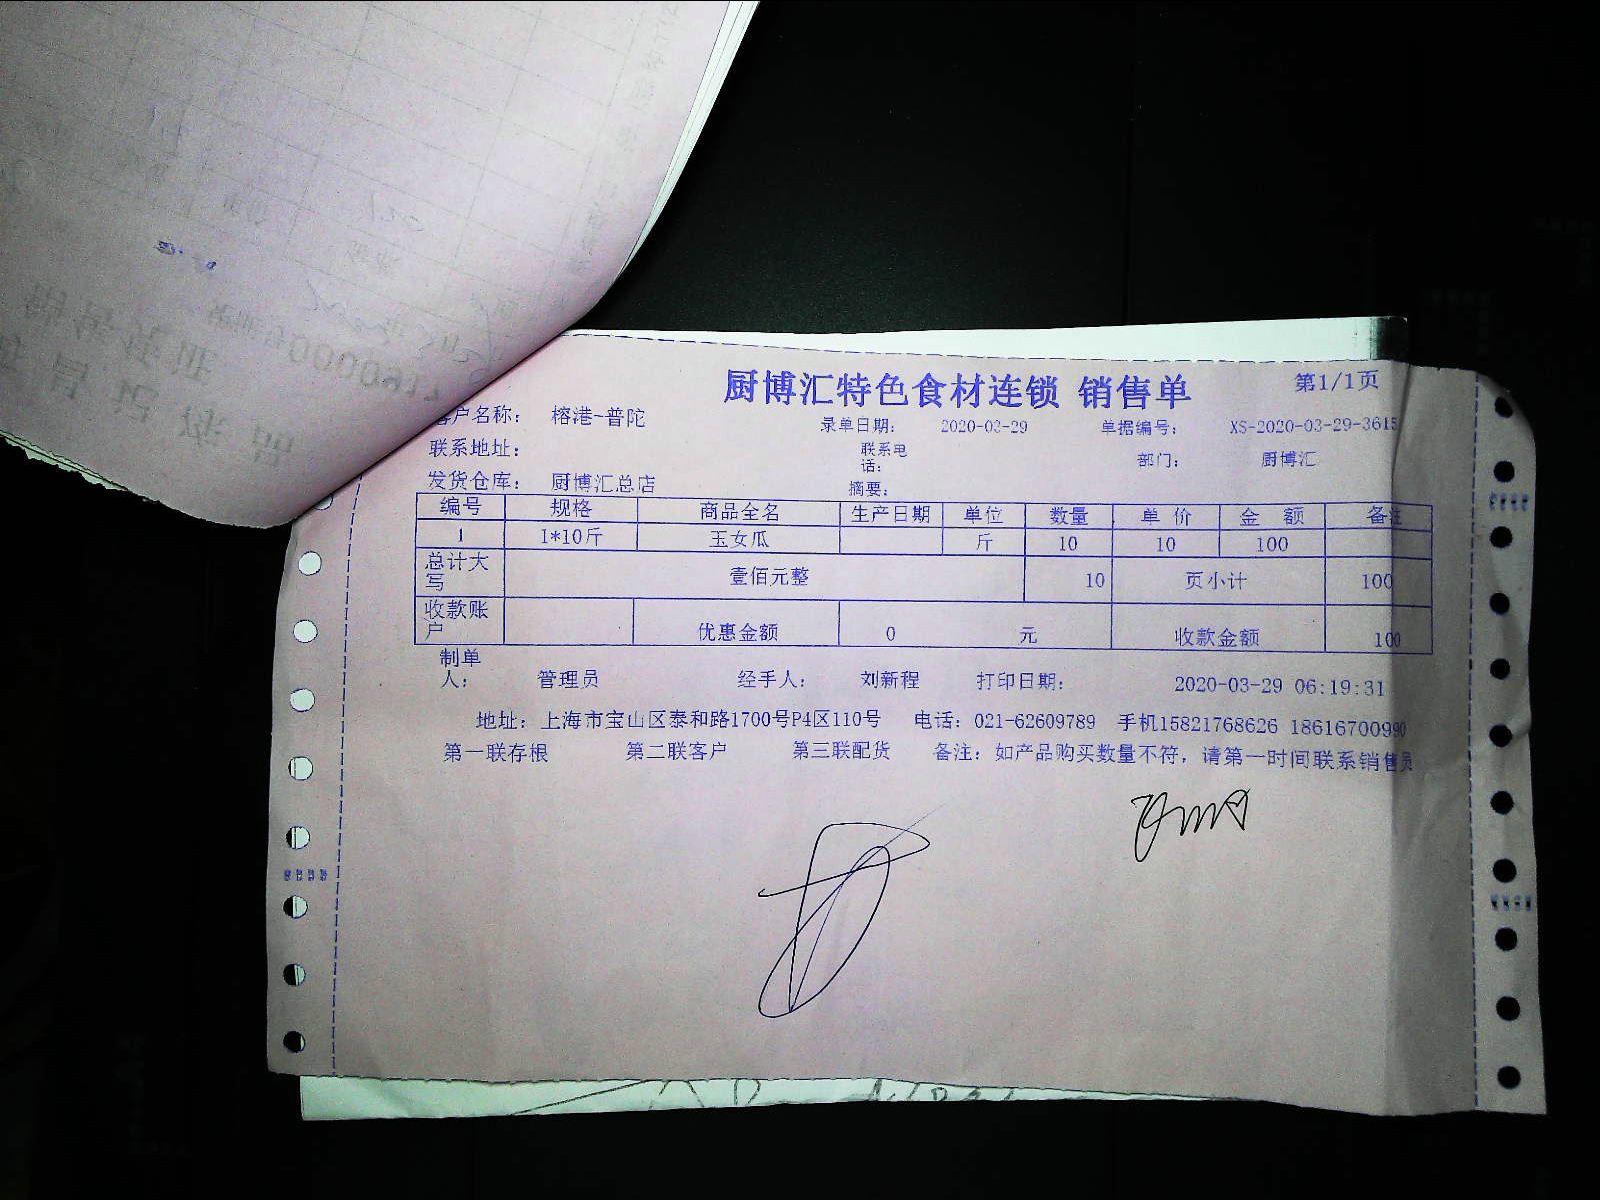 厨博汇特色食材连锁 销售单 第1/1页
客户名称： 榕港-普陀 录单日期： 2020-03-29 单据编号： XS-2020-03-29-3615
联系地址： 联系电话： 部门： 厨博汇
发货仓库： 厨博汇总店 摘要：
编号 规格 商品全名 生产日期 单位 数量 单价 金额 备注
1 1*10斤 玉女瓜 斤 10 10 100
总计大写 壹佰元整 10 页小计 100
收款账户 优惠金额 0 元 收款金额 100
制单人： 管理员 经手人： 刘新程 打印日期： 2020-03-29 06:19:31
地址：上海市宝山区泰和路1700号P4区110号 电话：021-62609789 手机15821768626 18616700990
第一联存根 第二联客户 第三联配货 备注：如产品购买数量不符，请第一时间联系销售员